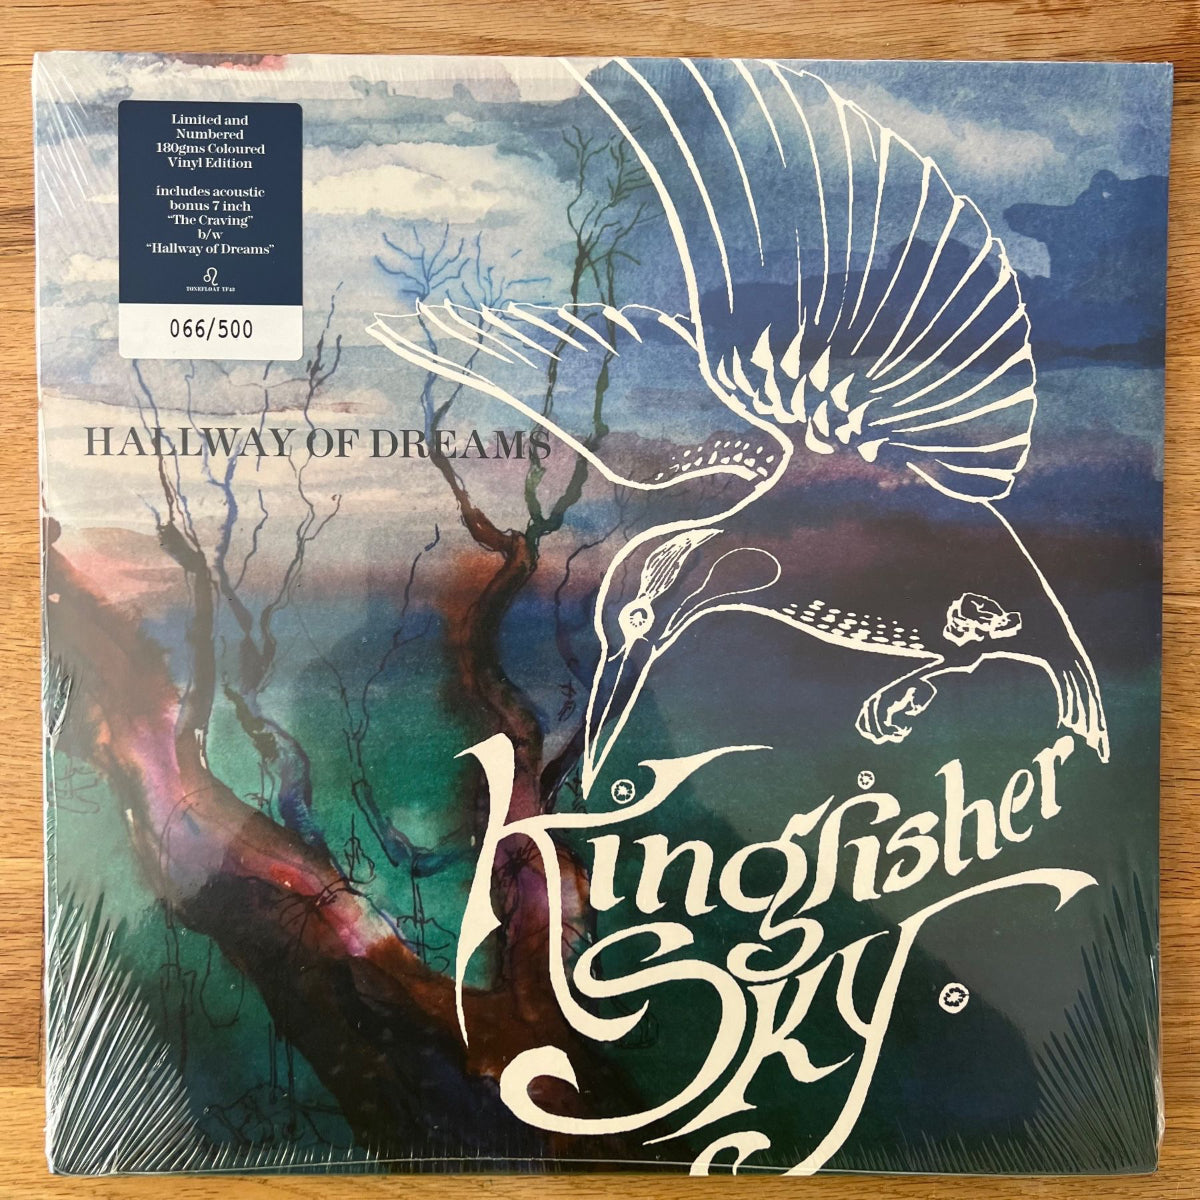 Limited and
Numbered
180gms Coloured
Vinyl Edition
includes acoustic
bonus 7 inch
"The Craving"
b/w
"Hallway of Dreams"
TONEFLOAT TF43
066/500
HALLWAY OF DREAMS
Kingfisher
Sky